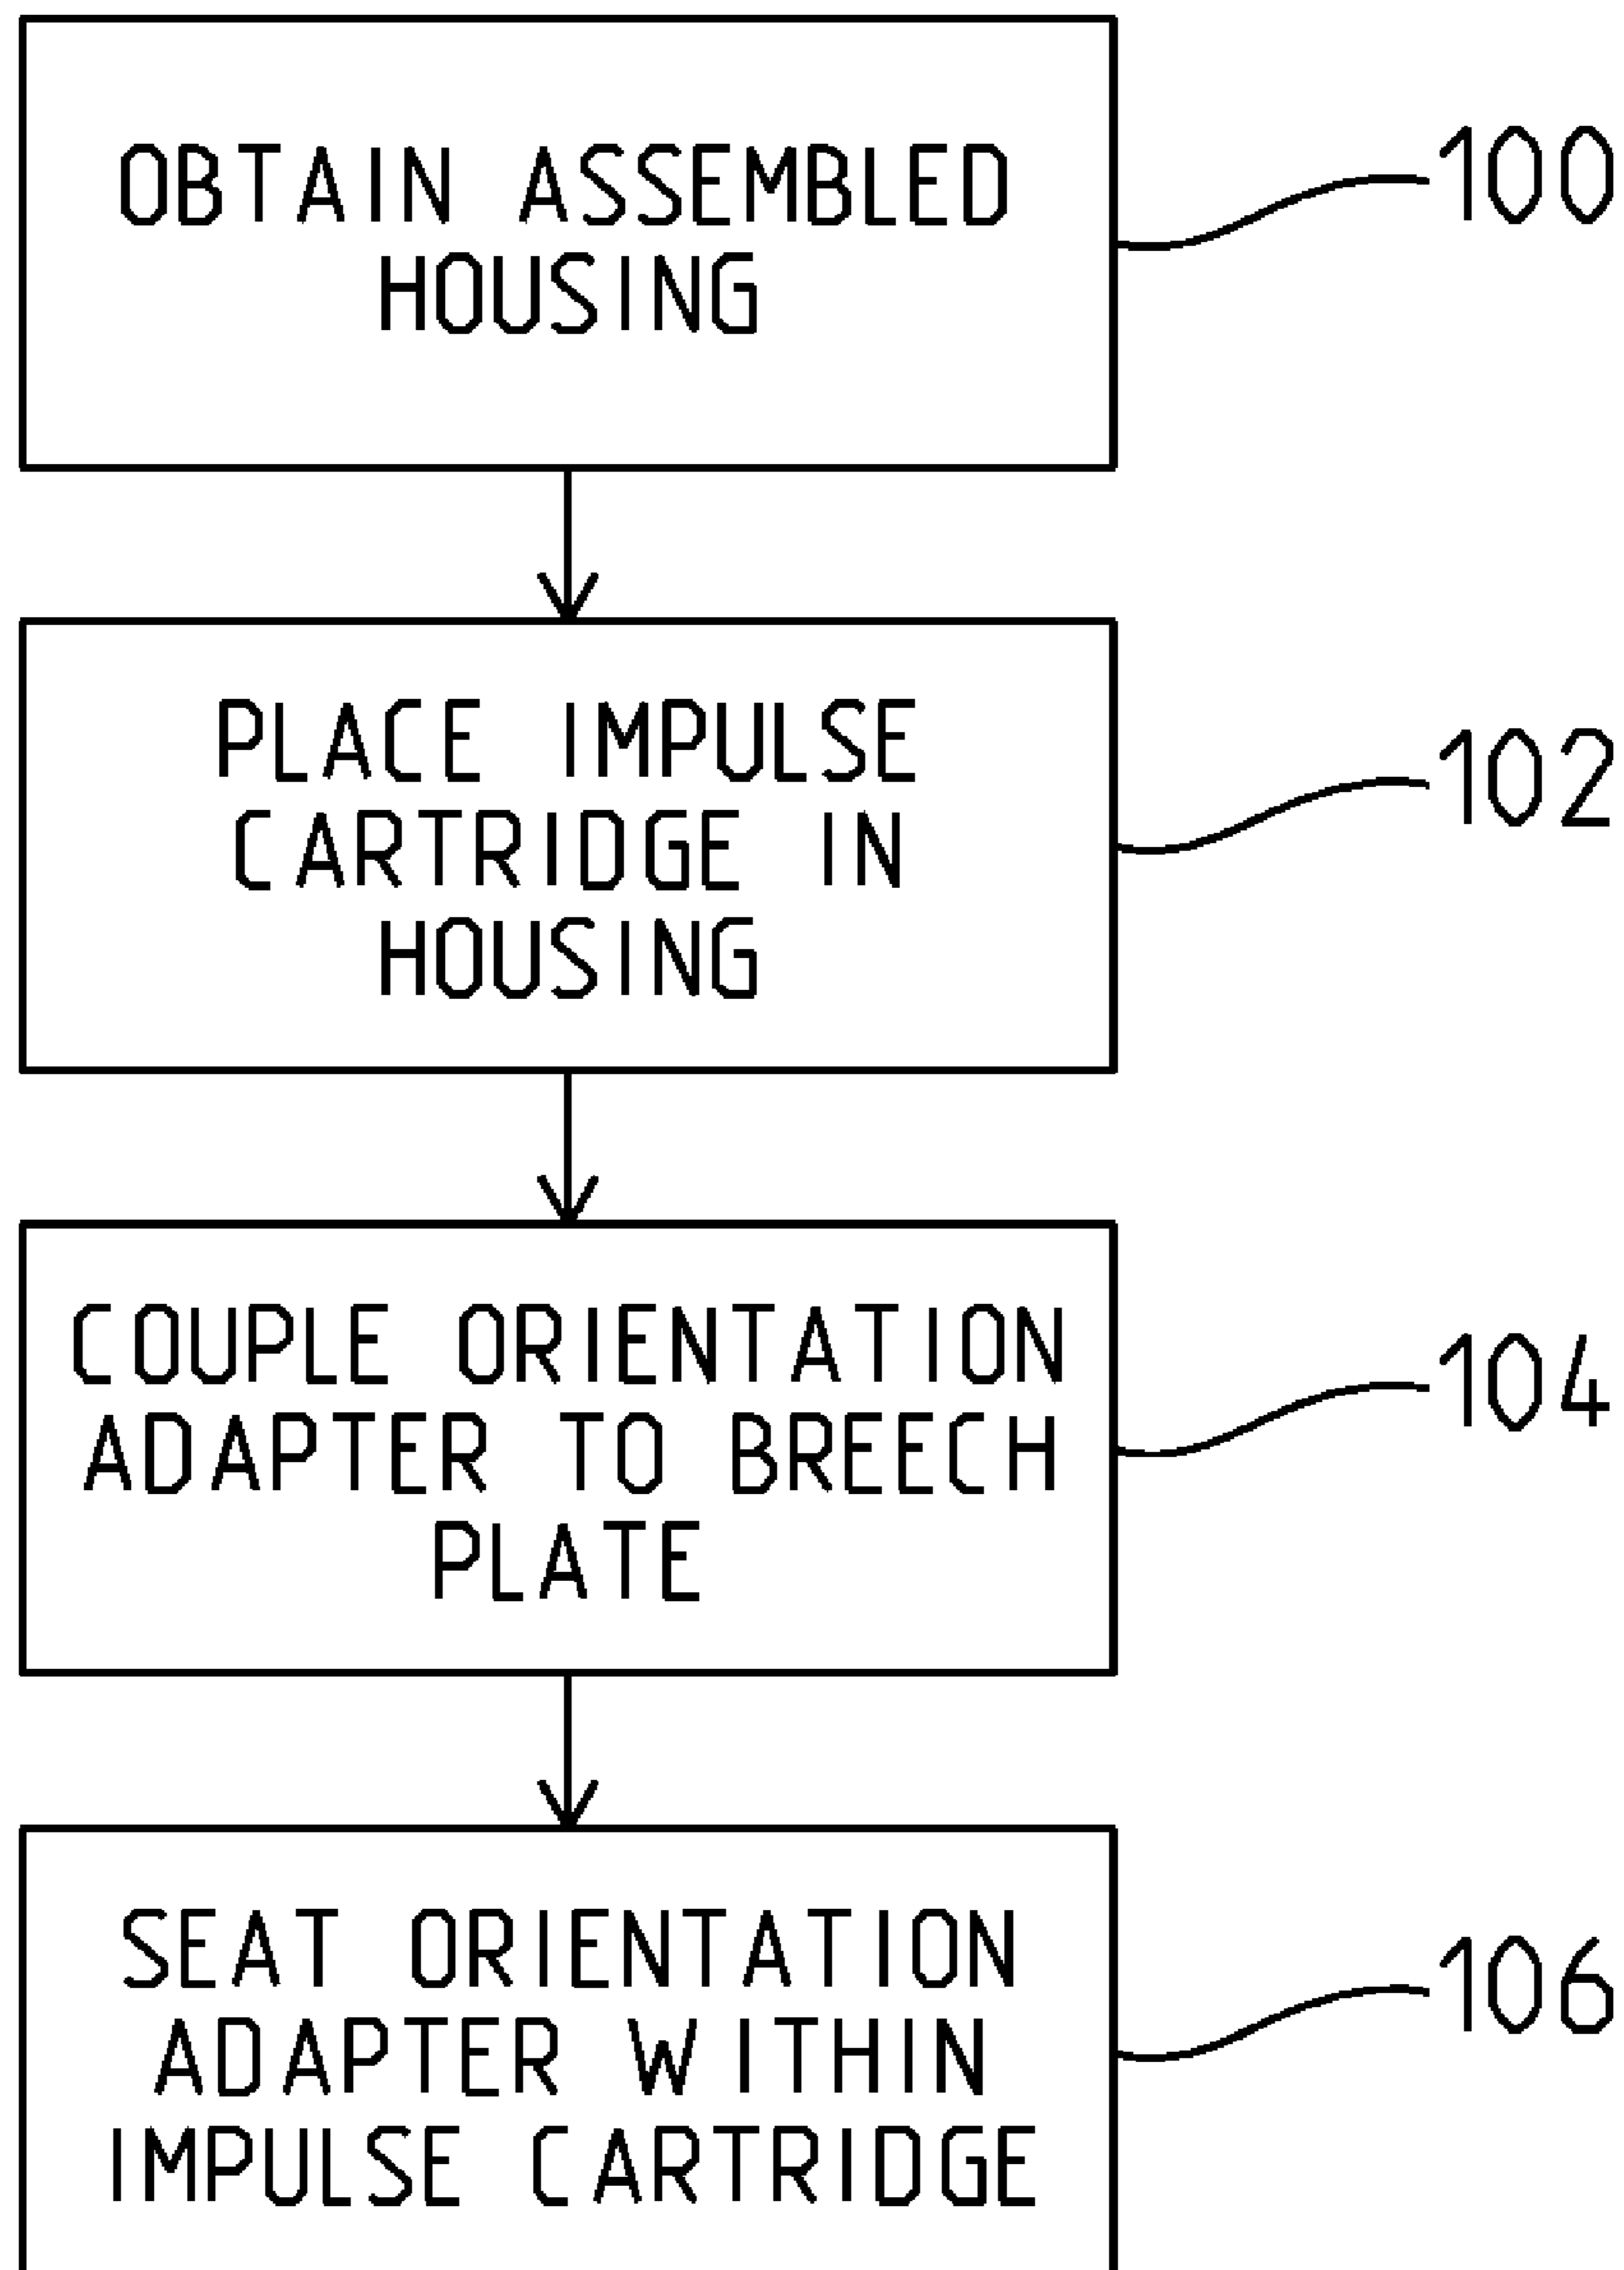 OBTAIN ASSEMBLED
HOUSING
100
PLACE IMPULSE
CARTRIDGE IN
HOUSING
102
COUPLE ORIENTATION
ADAPTER TO BREECH
PLATE
104
SEAT ORIENTATION
ADAPTER WITHIN
IMPULSE CARTRIDGE
106